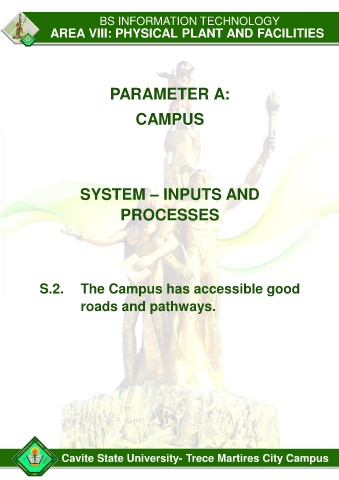 BS INFORMATION TECHNOLOGY
AREA VIII: PHYSICAL PLANT AND FACILITIES
PARAMETER A:
CAMPUS
SYSTEM – INPUTS AND
PROCESSES
S.2. The Campus has accessible good
roads and pathways.
Cavite State University- Trece Martires City Campus